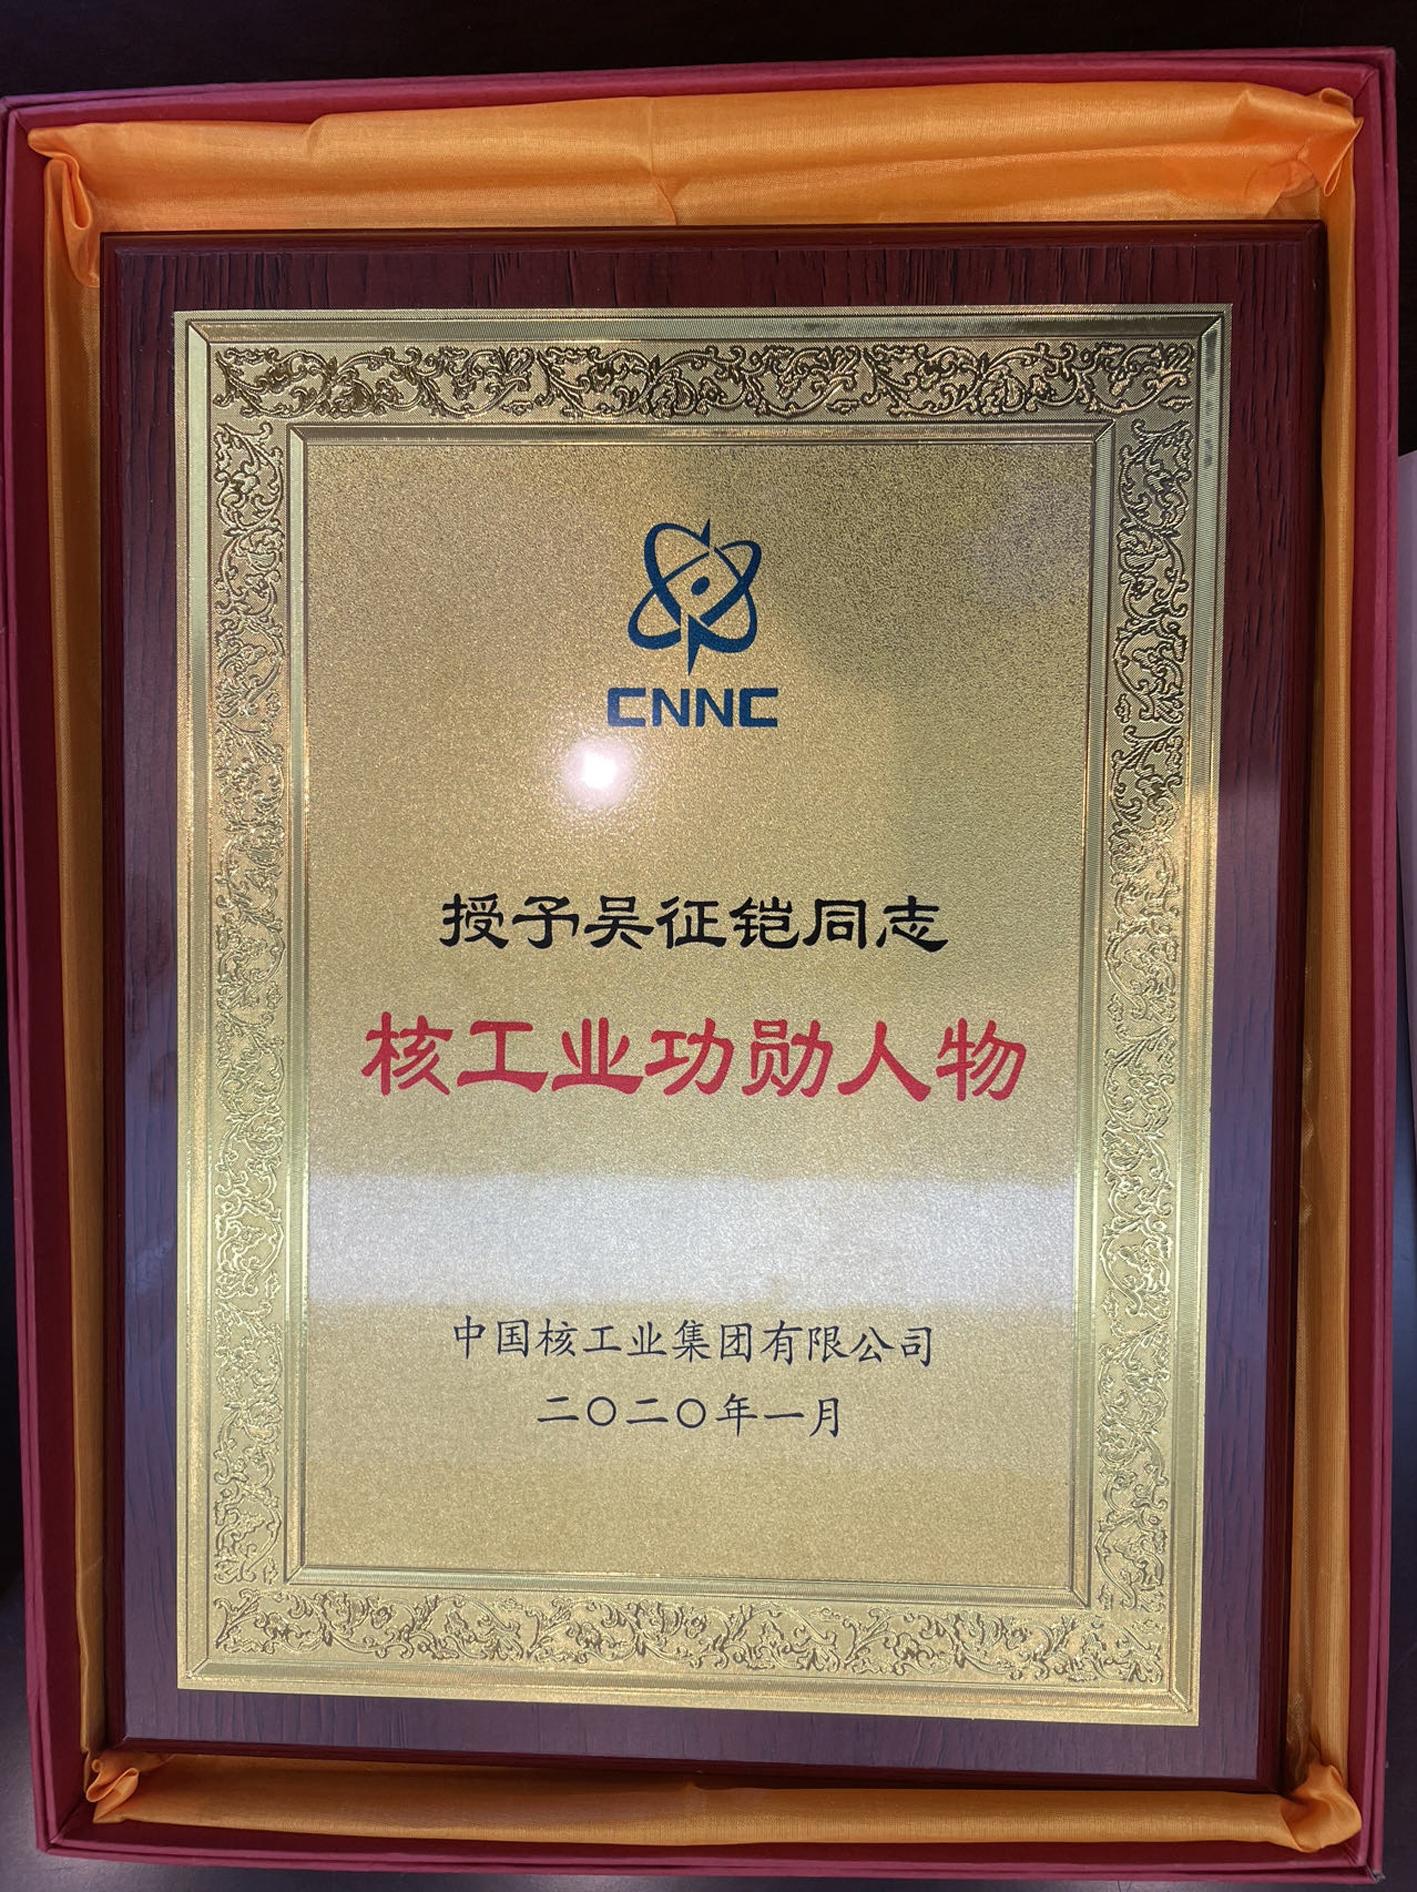 CNNC
授予吴征铠同志
核工业功勋人物
中国核工业集团有限公司
二〇二〇年一月